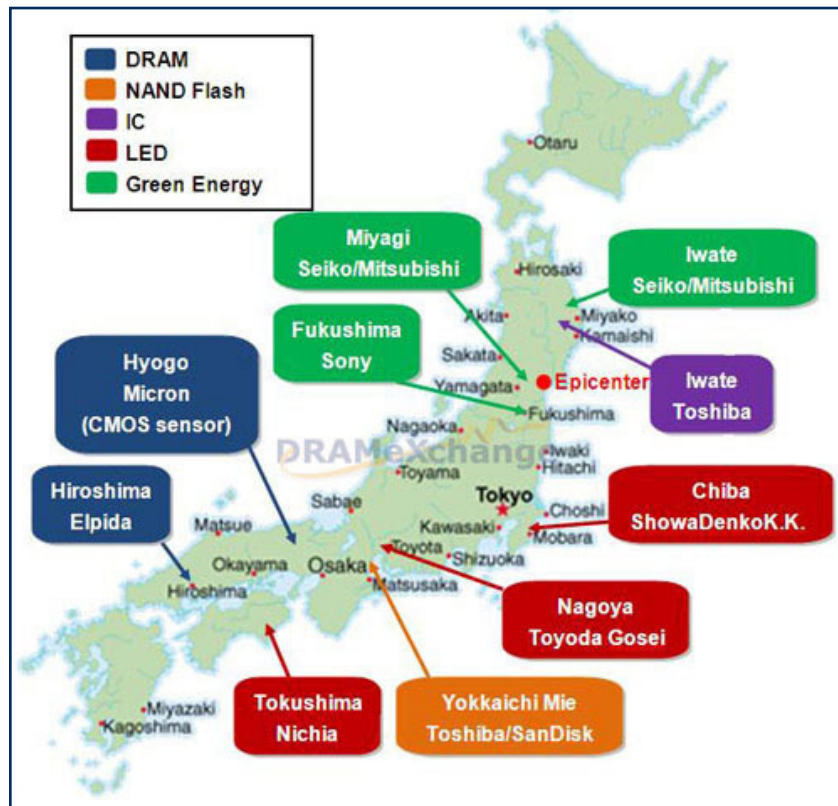 DRAM
NAND Flash
IC
LED
Green Energy
Otaru
Miyagi
Seiko/Mitsubishi
Hirosaki
Iwate
Seiko/Mitsubishi
Akita
Miyako
Kamaishi
Fukushima
Sony
Sakata
Yamagata
Epicenter
Iwate
Toshiba
Hyogo
Micron
(CMOS sensor)
Fukushima
Nagaoka
DRAMeXchange
Iwaki
Hitachi
Toyama
Hiroshima
Elpida
Sabae
Tokyo
Choshi
Chiba
ShowaDenkoK.K.
Matsue
Kawasaki
Mobara
Toyota
Shizuoka
Okayama
Osaka
Matsusaka
Hiroshima
Nagoya
Toyoda Gosei
Miyazaki
Kagoshima
Tokushima
Nichia
Yokkaichi Mie
Toshiba/SanDisk